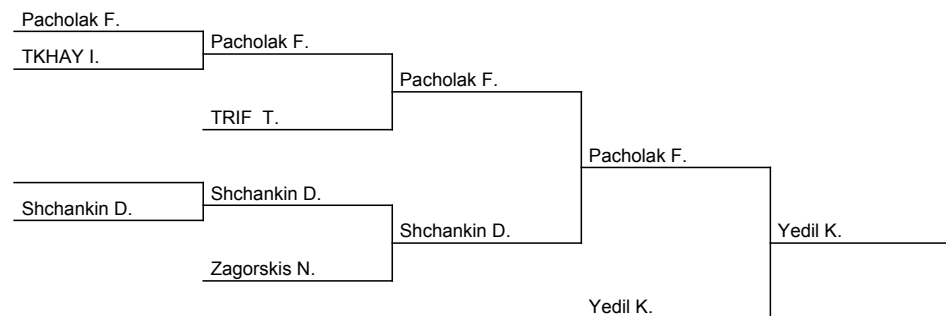 Pacholak F.
TKHAY I.
Pacholak F.
TRIF  T.
Pacholak F.
Shchankin D.
Shchankin D.
Zagorskis N.
Shchankin D.
Pacholak F.
Yedil K.
Yedil K.